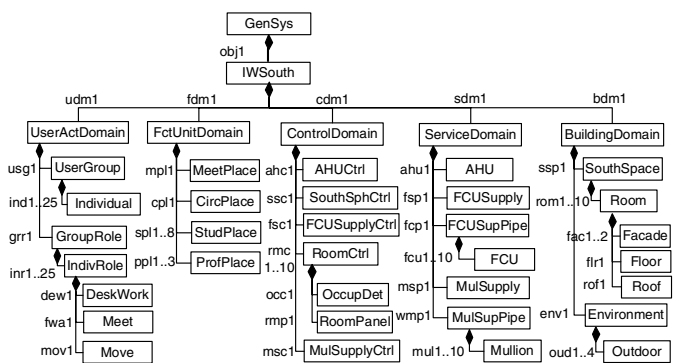 GenSys
obj1
IWSouth
udm1 fdm1 cdm1 sdm1 bdm1
UserActDomain FctUnitDomain ControlDomain ServiceDomain BuildingDomain
usg1 UserGroup mpl1 MeetPlace ahc1 AHUCtrl ahu1 AHU ssp1 SouthSpace
ind1..25 Individual cpl1 CircPlace ssc1 SouthSphCtrl fsp1 FCUSupply rom1..10 Room
grr1 GroupRole spl1..8 StudPlace fsc1 FCUSupplyCtrl fcp1 FCUSupPipe fac1..2 Facade
inr1..25 IndivRole ppl1..3 ProfPlace rmc 1..10 RoomCtrl fcu1..10 FCU flr1 Floor
dew1 DeskWork occ1 OccupDet msp1 MulSupply rof1 Roof
fwa1 Meet rmp1 RoomPanel wmp1 MulSupPipe env1 Environment
mov1 Move msc1 MulSupplyCtrl mul1..10 Mullion oud1..4 Outdoor